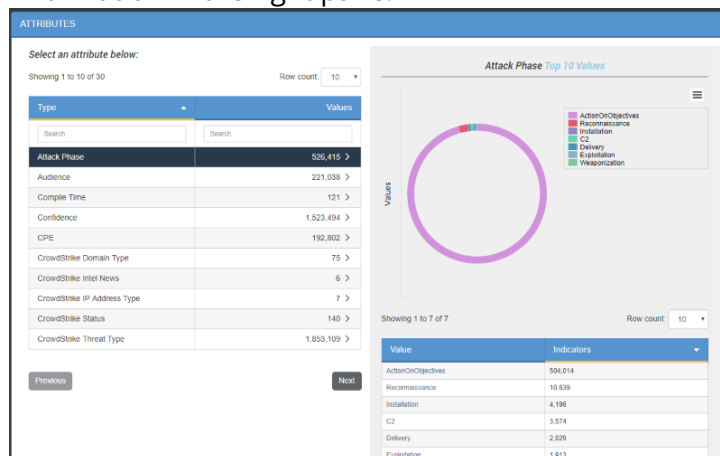 ATTRIBUTES
Select an attribute below:
Showing 1 to 10 of 30
Row count: 10
Type
Values
Search
Search
Attack Phase 526,415
Audience 221,038
Compile Time 121
Confidence 1,523,494
CPE 192,802
CrowdStrike Domain Type 75
CrowdStrike Intel News 6
CrowdStrike IP Address Type 7
CrowdStrike Status 140
CrowdStrike Threat Type 1,853,109
Previous
Next
Attack Phase Top 10 Values
ActionOnObjectives
Reconnaissance
Installation
C2
Delivery
Exploitation
Weaponization
Values
Showing 1 to 7 of 7
Row count: 10
Value
Indicators
ActionOnObjectives 504,014
Reconnaissance 10,639
Installation 4,196
C2 3,574
Delivery 2,029
Exploitation 1,913